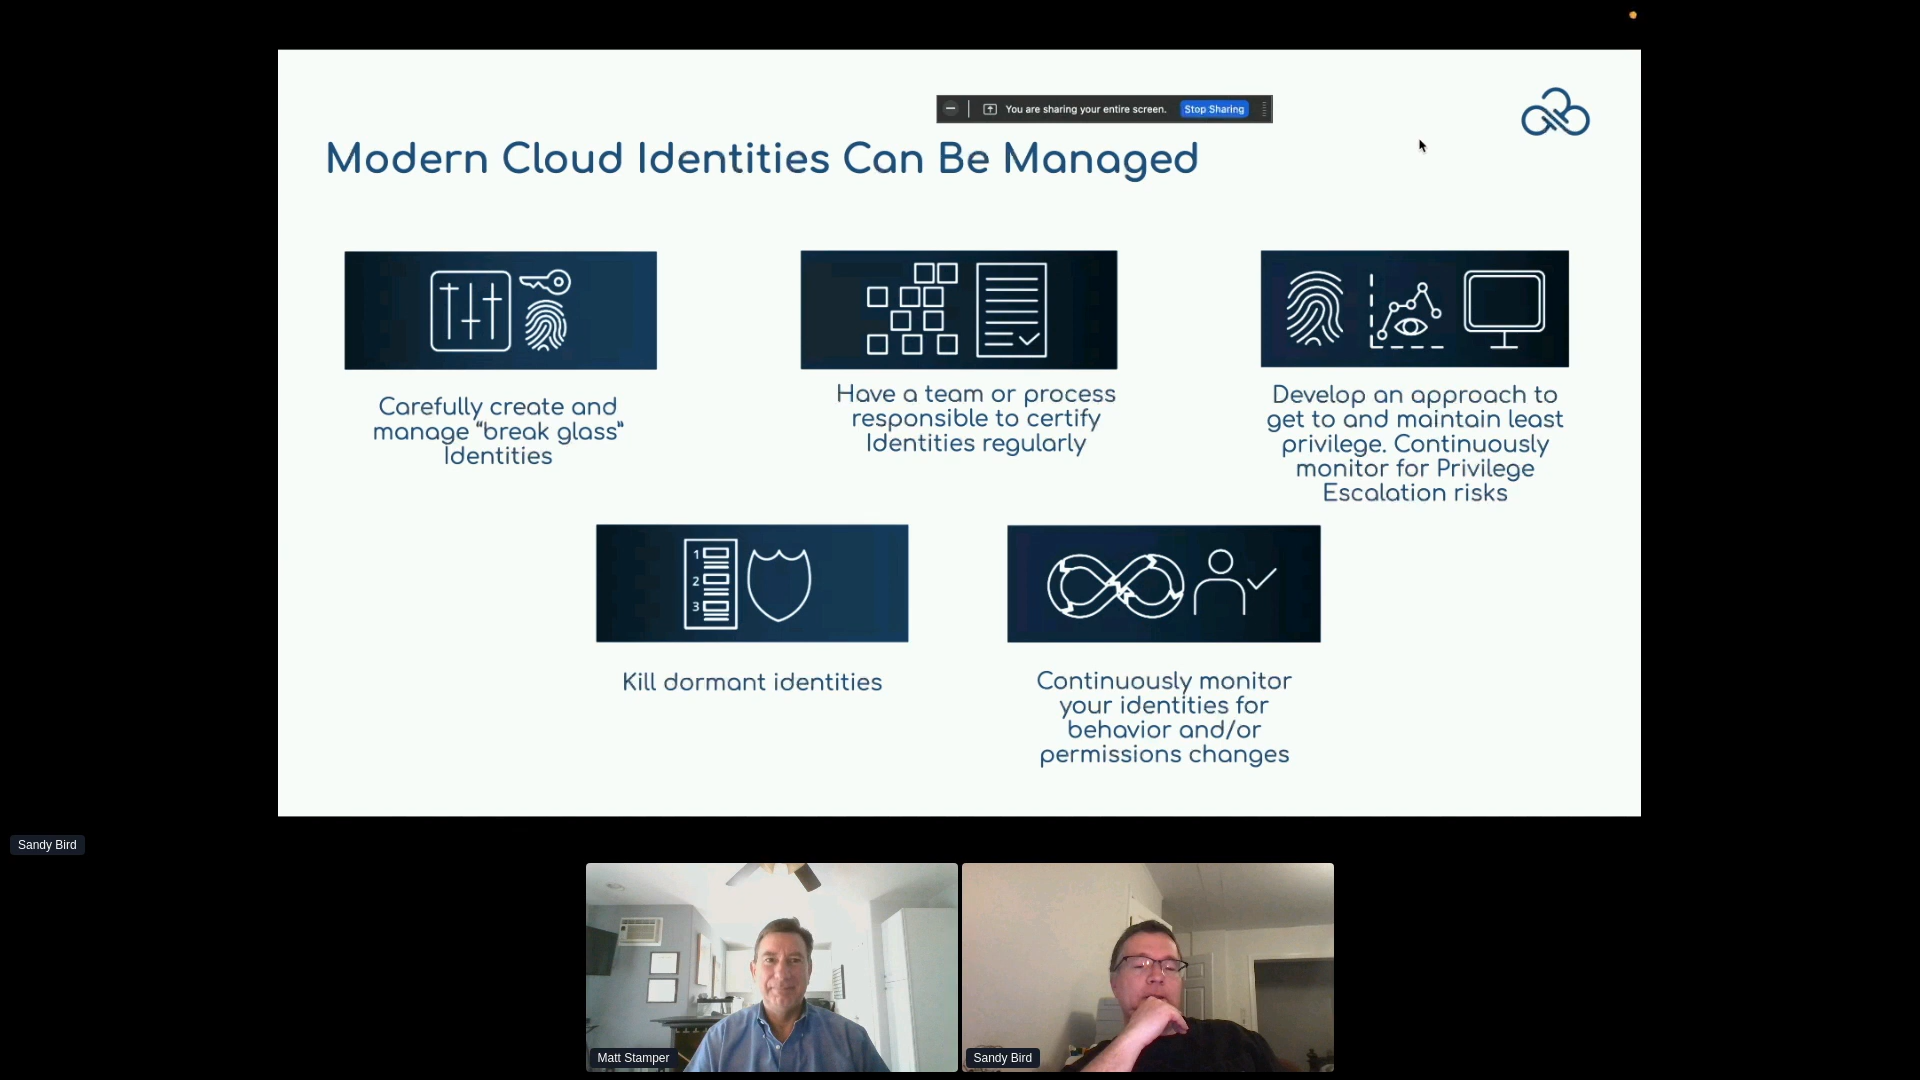 You are sharing your entire screen. Stop Sharing
Modern Cloud Identities Can Be Managed
Carefully create and
manage “break glass”
Identities
Have a team or process
responsible to certify
Identities regularly
Develop an approach to
get to and maintain least
privilege. Continuously
monitor for Privilege
Escalation risks
1
2
3
Kill dormant identities
Continuously monitor
your identities for
behavior and/or
permissions changes
Sandy Bird
Matt Stamper
Sandy Bird